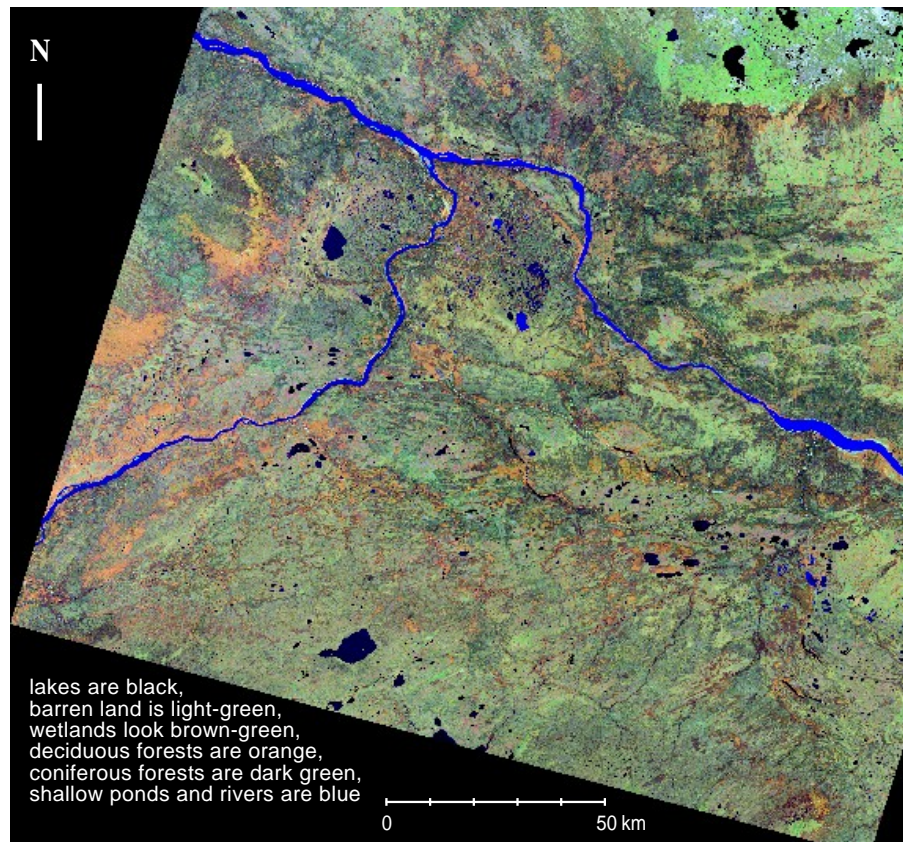 N
lakes are black,
barren land is light-green,
wetlands look brown-green,
deciduous forests are orange,
coniferous forests are dark green,
shallow ponds and rivers are blue
0 50 km